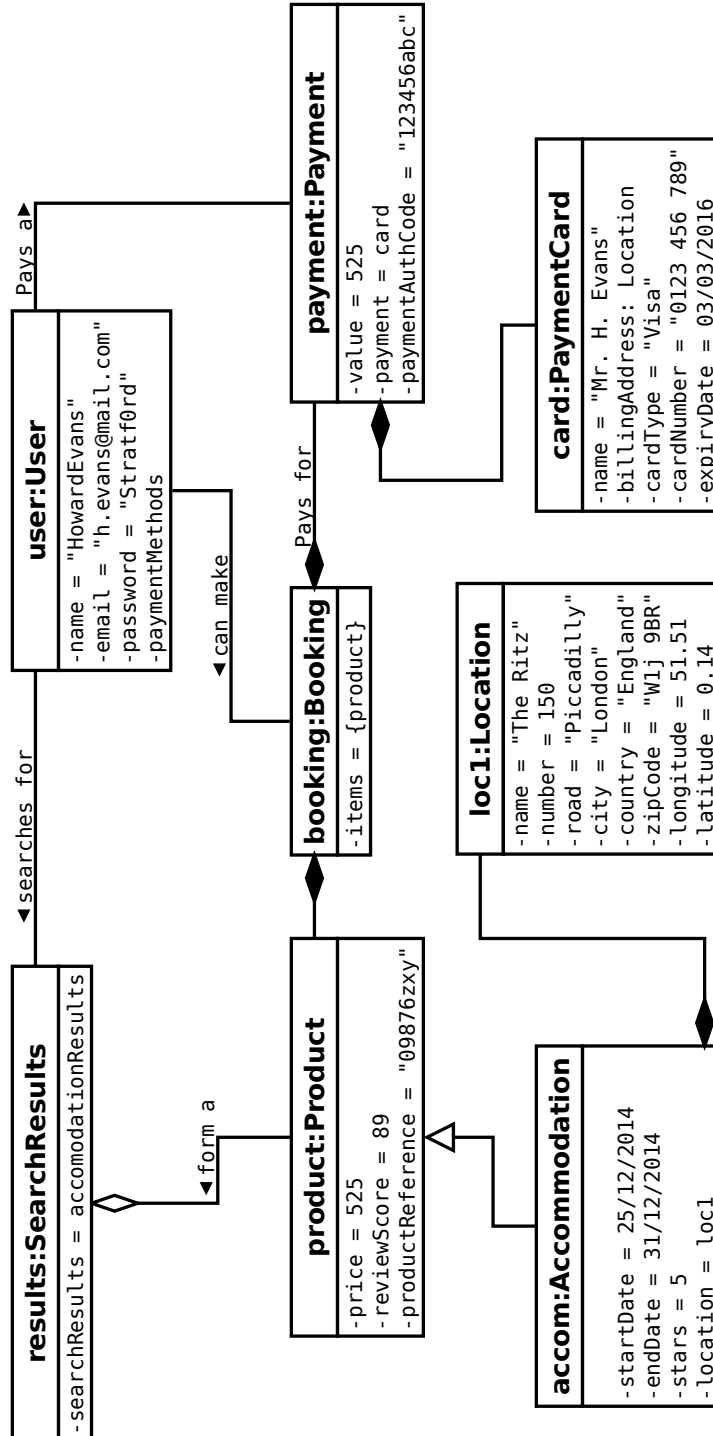 results:SearchResults
-searchResults = accomodationResults
◄searches for
user:User
-name = "HowardEvans"
-email = "h.evans@mail.com"
-password = "Stratf0rd"
-paymentMethods
Pays a►
◄form a
◄can make
product:Product
-price = 525
-reviewScore = 89
-productReference = "09876zxy"
booking:Booking
-items = {product}
Pays for
payment:Payment
-value = 525
-payment = card
-paymentAuthCode = "123456abc"
accom:Accommodation
-startDate = 25/12/2014
-endDate = 31/12/2014
-stars = 5
-location = loc1
loc1:Location
-name = "The Ritz"
-number = 150
-road = "Piccadilly"
-city = "London"
-country = "England"
-zipCode = "W1j 9BR"
-longitude = 51.51
-latitude = 0.14
card:PaymentCard
-name = "Mr. H. Evans"
-billingAddress: Location
-cardType = "Visa"
-cardNumber = "0123 456 789"
-expiryDate = 03/03/2016